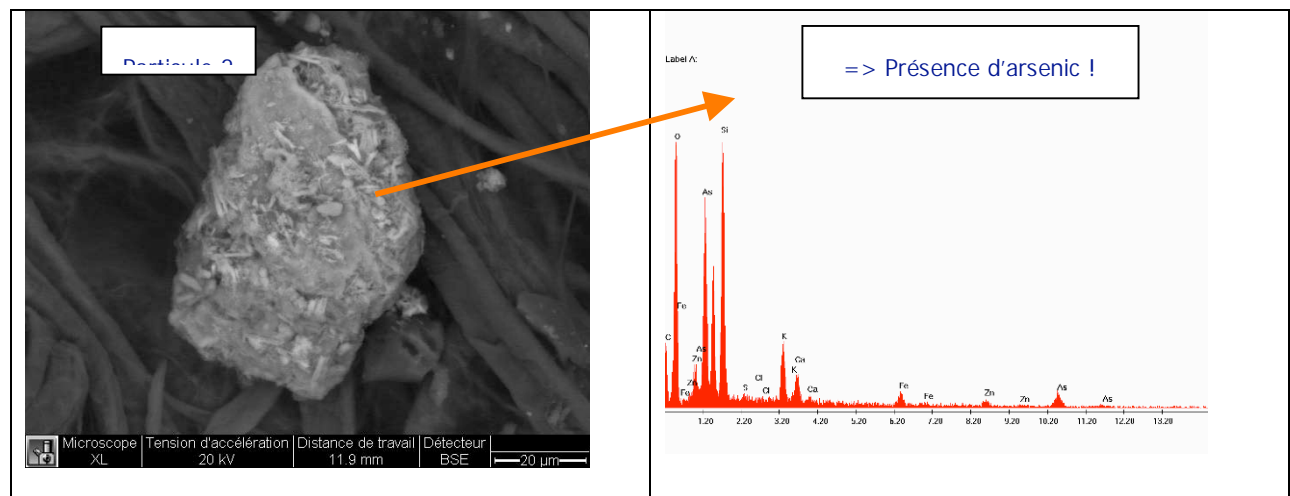 Particule 2
=> Présence d'arsenic !
Label A:
O
Si
As
Fe
C
As
Zn
Zn
Fe
S
Cl
Cl
K
K
Ca
Ca
Fe
Fe
Zn
Zn
As
As
1.20 2.20 3.20 4.20 5.20 6.20 7.20 8.20 9.20 10.20 11.20 12.20 13.20
Microscope Tension d'accélération Distance de travail Détecteur
XL 20 kV 11.9 mm BSE 20 µm